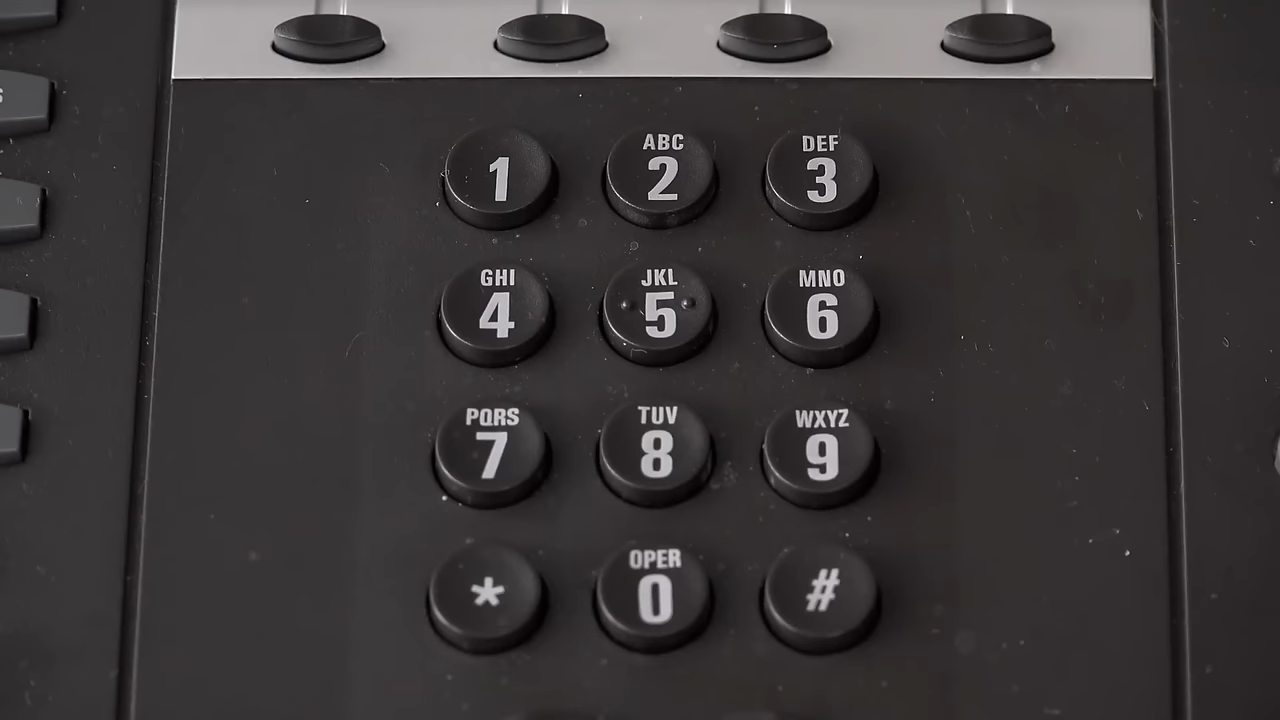 ABC DEF
1 2 3
GHI JKL MNO
4 5 6
PQRS TUV WXYZ
7 8 9
OPER
* 0 #